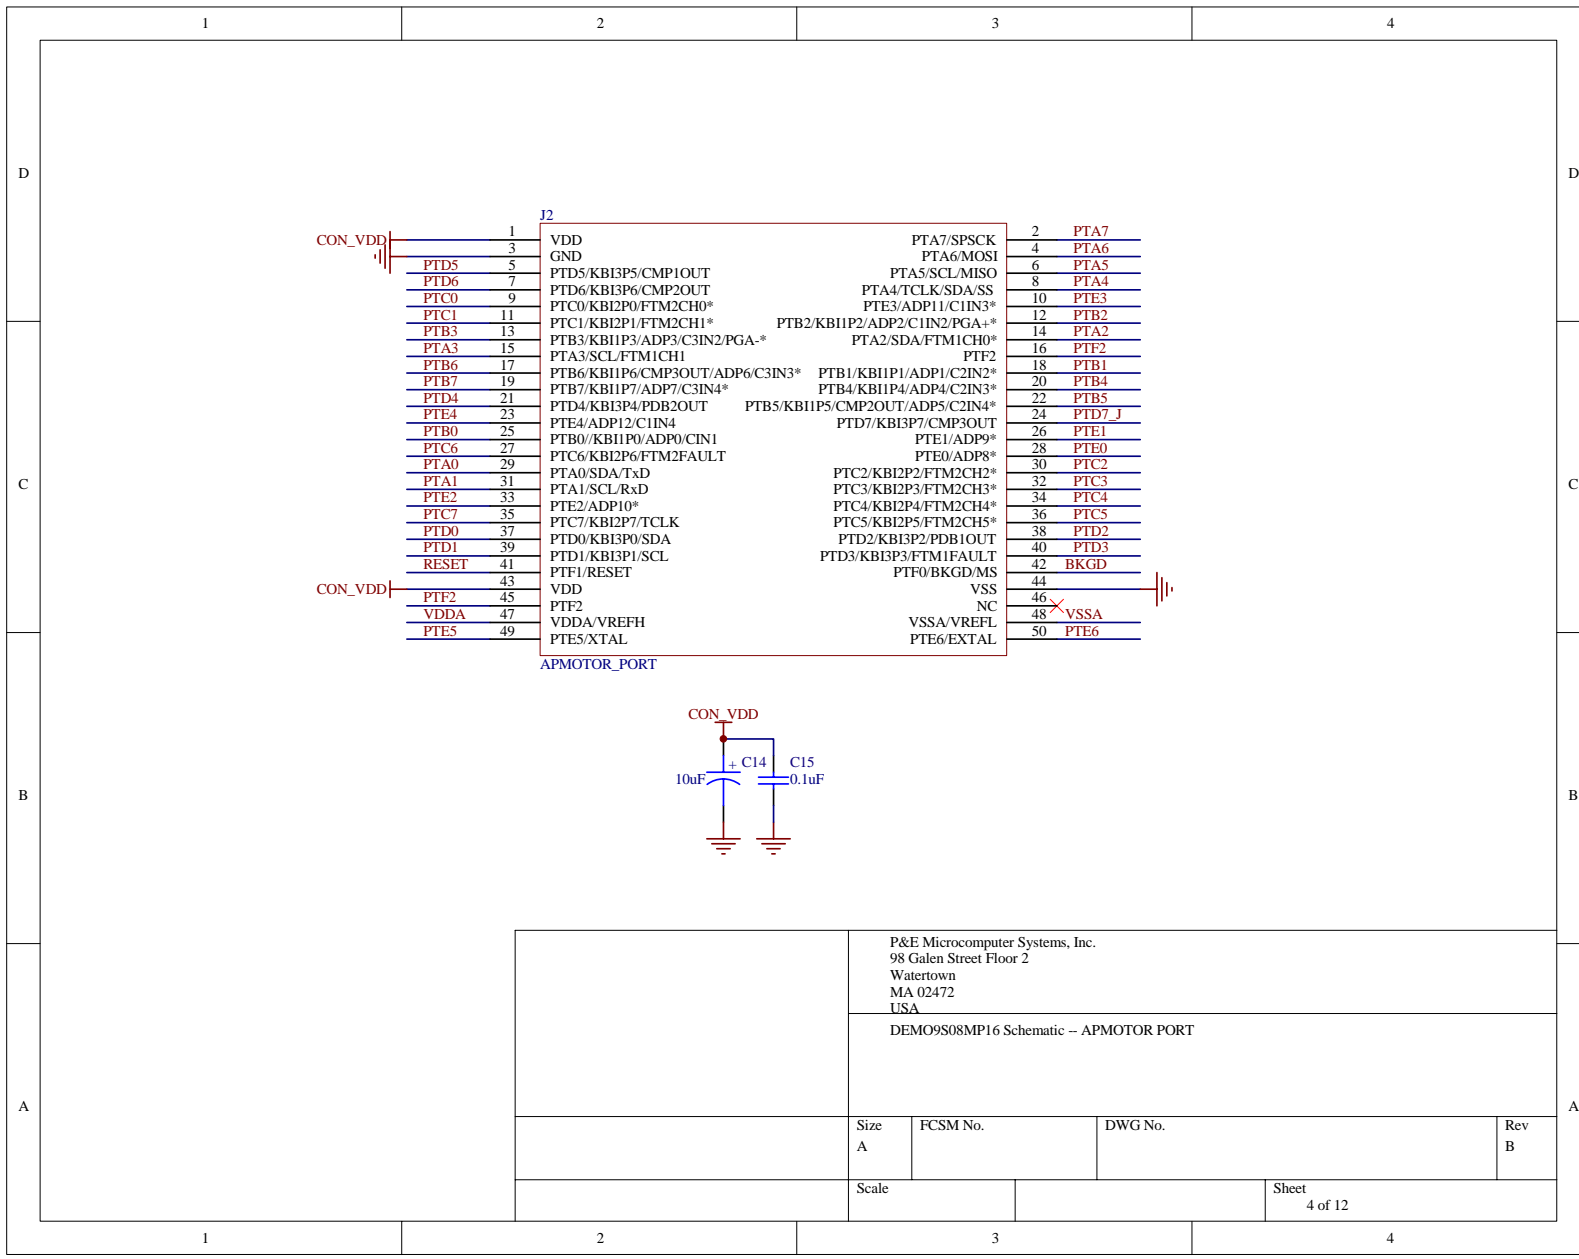 1 2 3 4
D D
J2
CON_VDD 1 VDD PTA7/SPSCK 2 PTA7
3 GND PTA6/MOSI 4 PTA6
PTD5 5 PTD5/KBI3P5/CMP1OUT PTA5/SCL/MISO 6 PTA5
PTD6 7 PTD6/KBI3P6/CMP2OUT PTA4/TCLK/SDA/SS 8 PTA4
PTC0 9 PTC0/KBI2P0/FTM2CH0* PTE3/ADP11/C1IN3* 10 PTE3
PTC1 11 PTC1/KBI2P1/FTM2CH1* PTB2/KBI1P2/ADP2/C1IN2/PGA+* 12 PTB2
PTB3 13 PTB3/KBI1P3/ADP3/C3IN2/PGA-* PTA2/SDA/FTM1CH0* 14 PTA2
PTA3 15 PTA3/SCL/FTM1CH1 PTF2 16 PTF2
PTB6 17 PTB6/KBI1P6/CMP3OUT/ADP6/C3IN3* PTB1/KBI1P1/ADP1/C2IN2* 18 PTB1
PTB7 19 PTB7/KBI1P7/ADP7/C3IN4* PTB4/KBI1P4/ADP4/C2IN3* 20 PTB4
PTD4 21 PTD4/KBI3P4/PDB2OUT PTB5/KBI1P5/CMP2OUT/ADP5/C2IN4* 22 PTB5
PTE4 23 PTE4/ADP12/C1IN4 PTD7/KBI3P7/CMP3OUT 24 PTD7_J
PTB0 25 PTB0//KBI1P0/ADP0/CIN1 PTE1/ADP9* 26 PTE1
PTC6 27 PTC6/KBI2P6/FTM2FAULT PTE0/ADP8* 28 PTE0
PTA0 29 PTA0/SDA/TxD PTC2/KBI2P2/FTM2CH2* 30 PTC2
PTA1 31 PTA1/SCL/RxD PTC3/KBI2P3/FTM2CH3* 32 PTC3
C C
PTE2 33 PTE2/ADP10* PTC4/KBI2P4/FTM2CH4* 34 PTC4
PTC7 35 PTC7/KBI2P7/TCLK PTC5/KBI2P5/FTM2CH5* 36 PTC5
PTD0 37 PTD0/KBI3P0/SDA PTD2/KBI3P2/PDB1OUT 38 PTD2
PTD1 39 PTD1/KBI3P1/SCL PTD3/KBI3P3/FTM1FAULT 40 PTD3
RESET 41 PTF1/RESET PTF0/BKGD/MS 42 BKGD
CON_VDD 43 VDD VSS 44
PTF2 45 PTF2 NC 46
VDDA 47 VDDA/VREFH VSSA/VREFL 48 VSSA
PTE5 49 PTE5/XTAL PTE6/EXTAL 50 PTE6
APMOTOR_PORT
CON_VDD
+ C14 C15
10uF 0.1uF
B B
P&E Microcomputer Systems, Inc.
98 Galen Street Floor 2
Watertown
MA 02472
USA
DEMO9S08MP16 Schematic -- APMOTOR PORT
A A
Size FCSM No. DWG No. Rev
A B
Scale Sheet
4 of 12
1 2 3 4